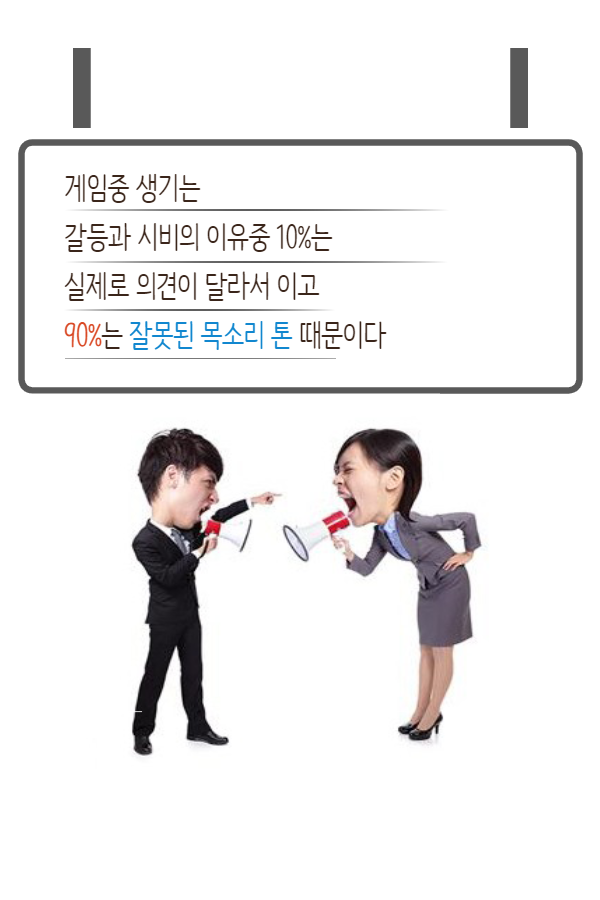 게임중 생기는
갈등과 시비의 이유중 10%는
실제로 의견이 달라서 이고
90%는 잘못된 목소리 톤 때문이다